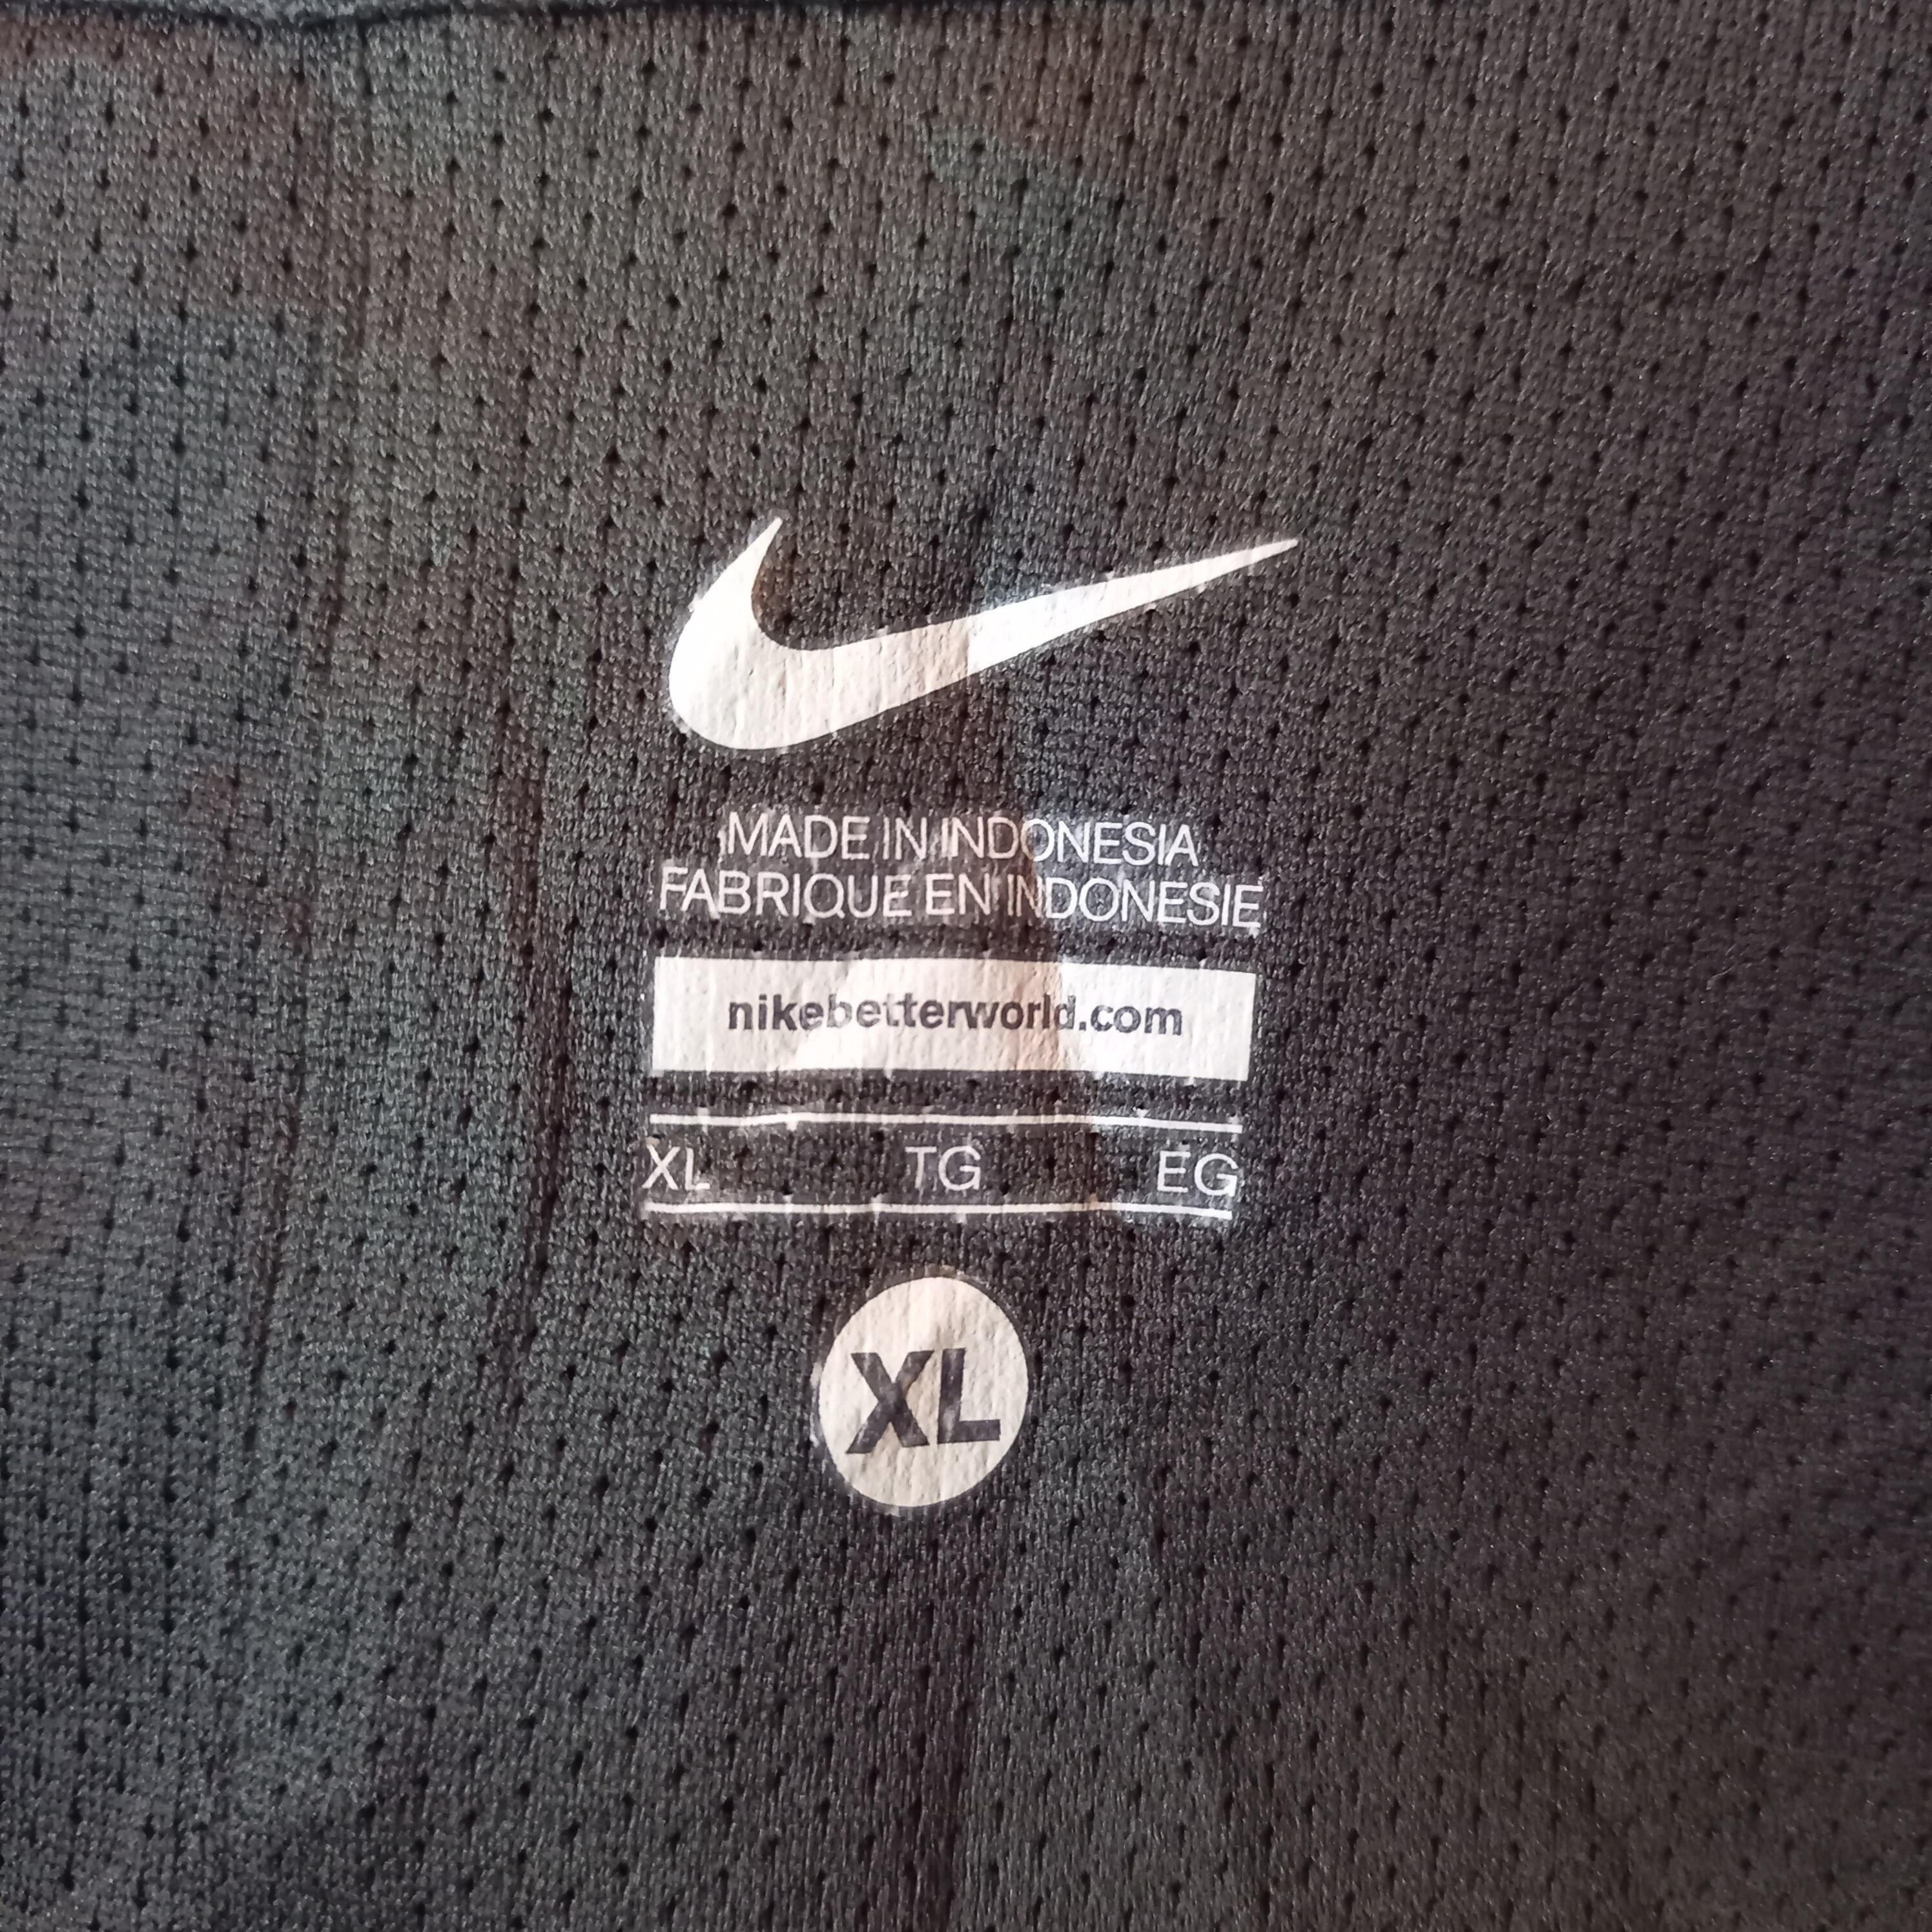 MADE IN INDONESIA
FABRIQUE EN INDONESIE
nikebetterworld.com
XL TG EG
XL